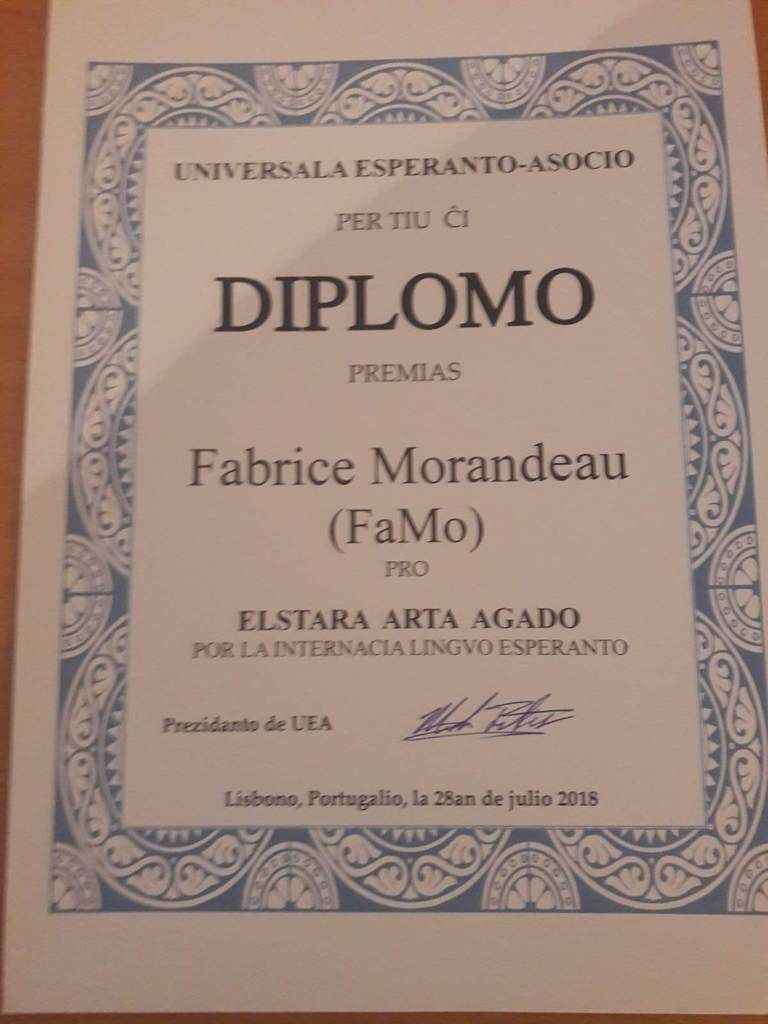 UNIVERSALA ESPERANTO-ASOCIO
PER TIU ĈI
DIPLOMO
PREMIAS
Fabrice Morandeau
(FaMo)
PRO
ELSTARA ARTA AGADO
POR LA INTERNACIA LINGVO ESPERANTO
Prezidanto de UEA
Lisbono, Portugalio, la 28an de julio 2018